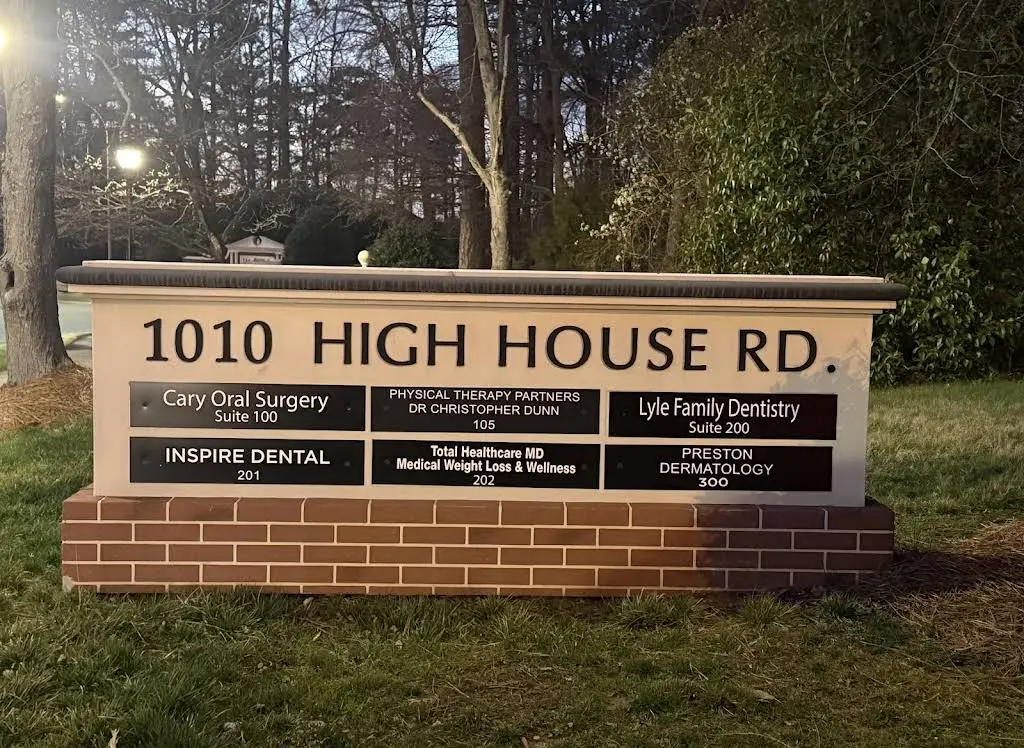 1010 HIGH HOUSE RD.
Cary Oral Surgery
Suite 100
PHYSICAL THERAPY PARTNERS
DR CHRISTOPHER DUNN
105
Lyle Family Dentistry
Suite 200
INSPIRE DENTAL
201
Total Healthcare MD
Medical Weight Loss & Wellness
202
PRESTON
DERMATOLOGY
300